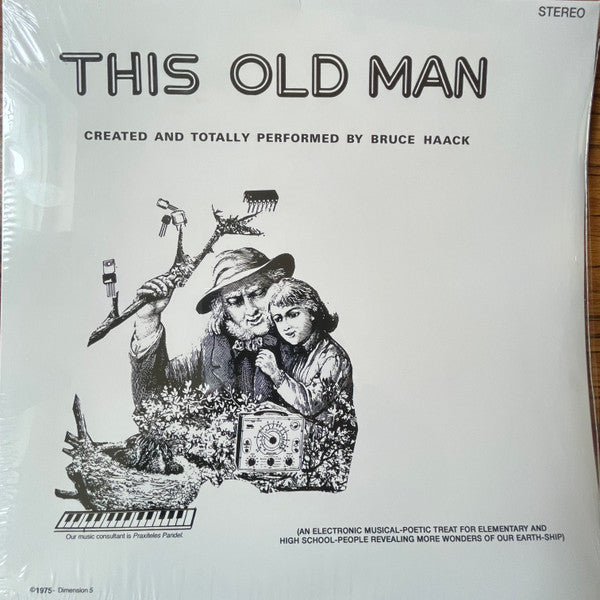 STEREO
THIS OLD MAN
CREATED AND TOTALLY PERFORMED BY BRUCE HAACK
Our music consultant is Praxiteles Pandel.
(AN ELECTRONIC MUSICAL-POETIC TREAT FOR ELEMENTARY AND
HIGH SCHOOL-PEOPLE REVEALING MORE WONDERS OF OUR EARTH-SHIP)
©1975- Dimension 5